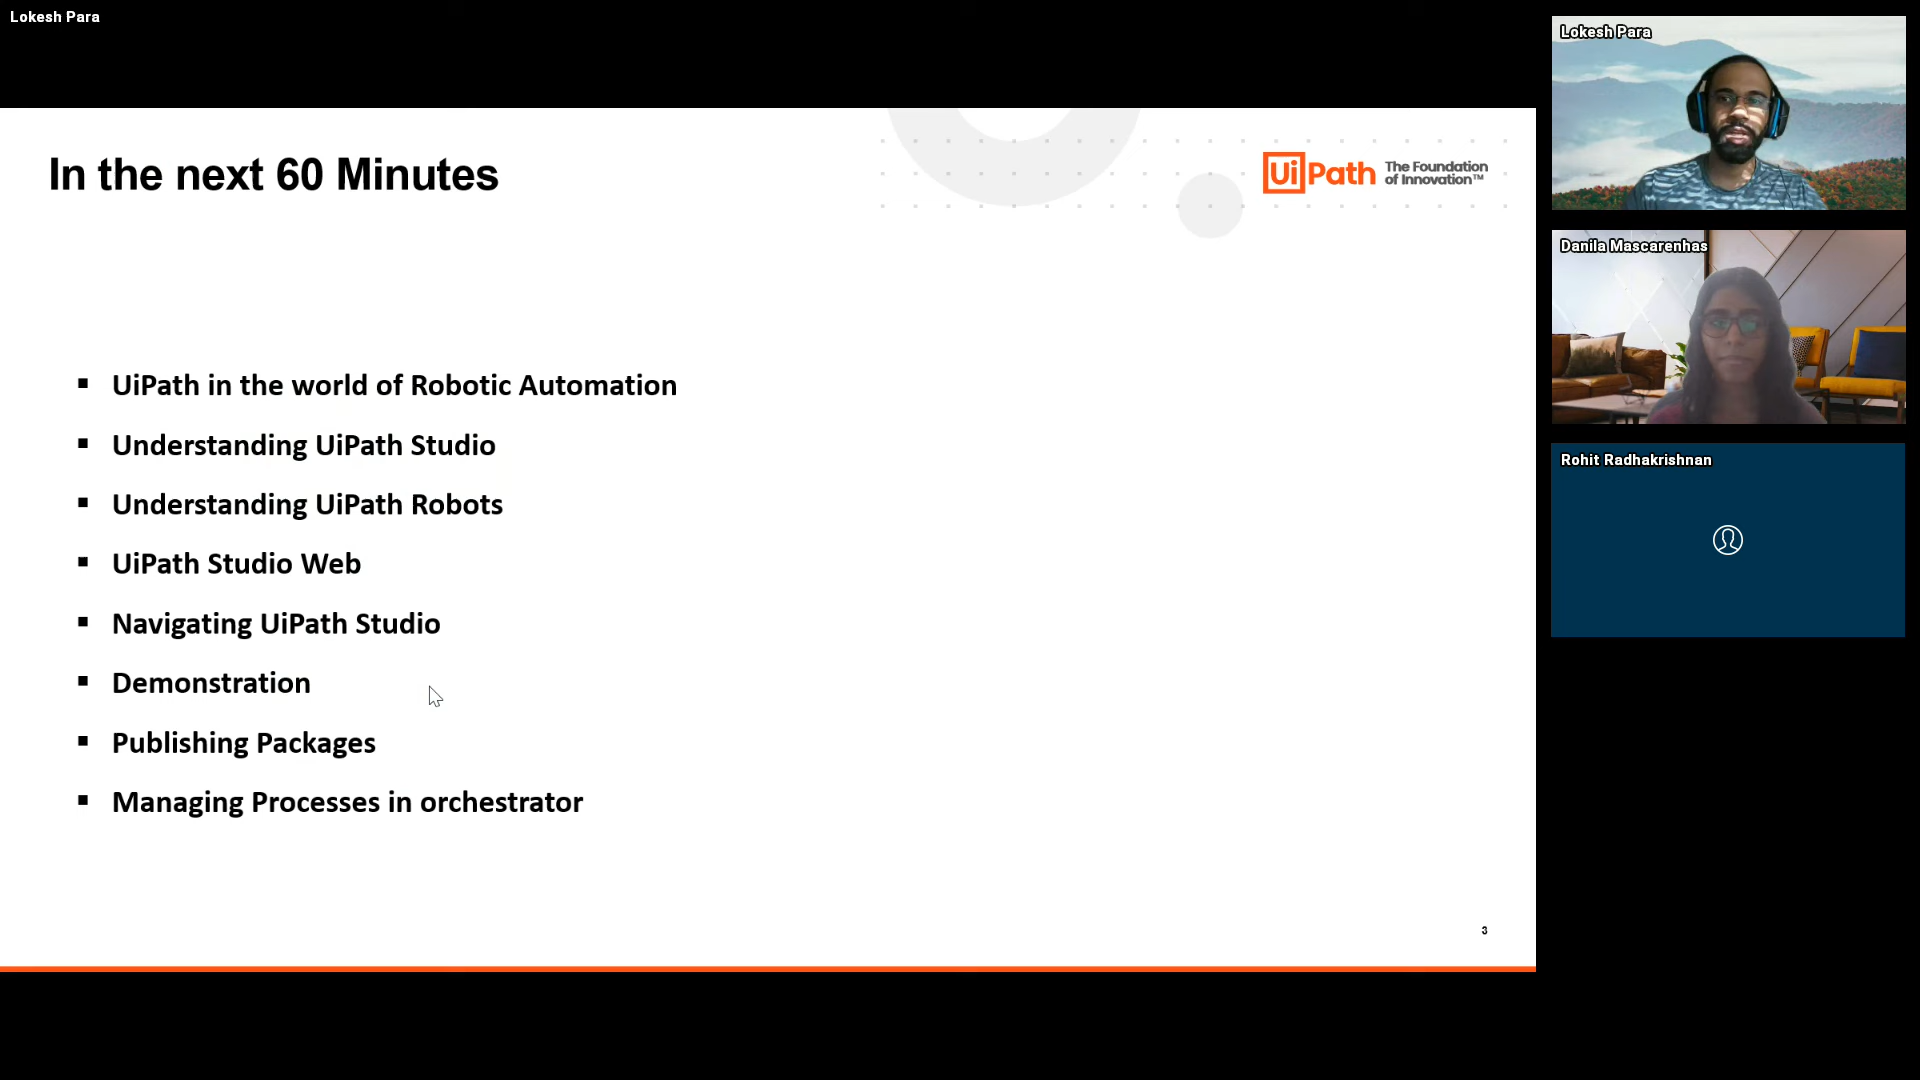 Lokesh Para
In the next 60 Minutes
UiPath The Foundation
of Innovation™
▪ UiPath in the world of Robotic Automation
▪ Understanding UiPath Studio
▪ Understanding UiPath Robots
▪ UiPath Studio Web
▪ Navigating UiPath Studio
▪ Demonstration
▪ Publishing Packages
▪ Managing Processes in orchestrator
3
Lokesh Para
Danila Mascarenhas
Rohit Radhakrishnan